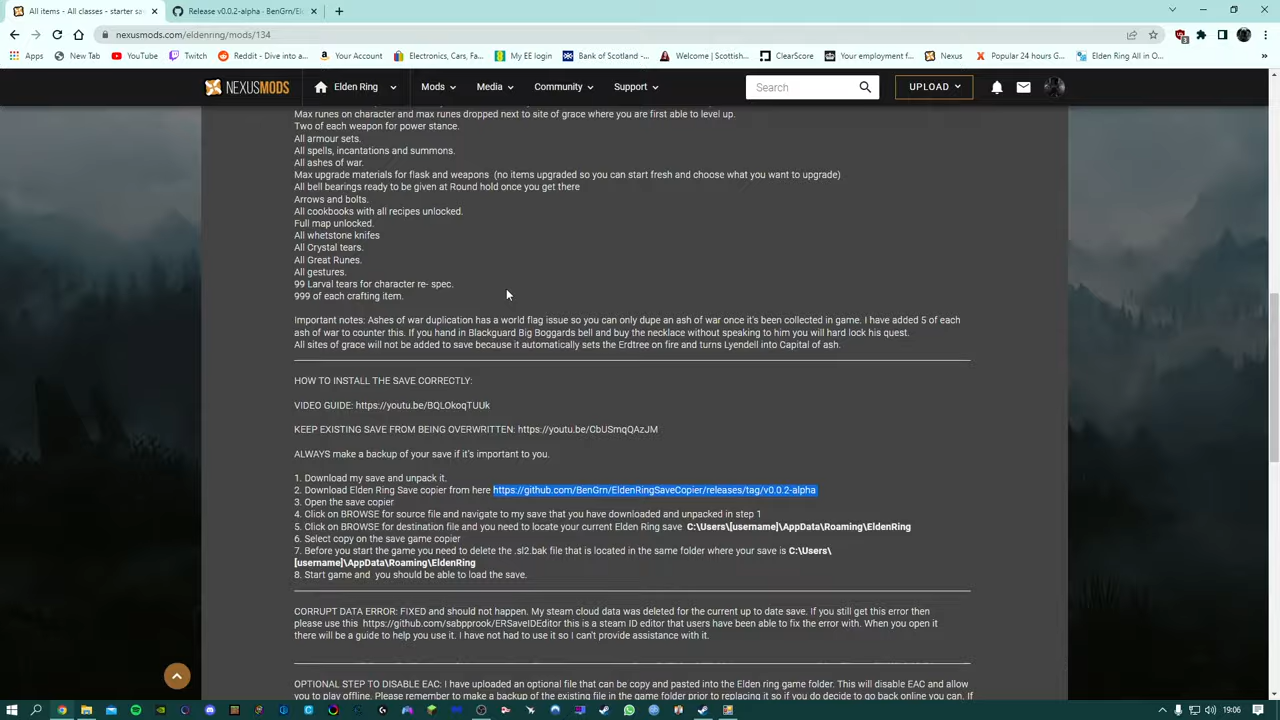 All items - All classes - starter sa
Release v0.0.2-alpha · BenGrn/El
nexusmods.com/eldenring/mods/134
Apps
New Tab
YouTube
Twitch
Reddit - Dive into a...
Your Account
Electronics, Cars, Fa...
My EE login
Bank of Scotland -...
Welcome | Scottish...
ClearScore
Your employment f...
Nexus
Popular 24 hours G...
Elden Ring All in O...
NEXUSMODS
Elden Ring
Mods
Media
Community
Support
Search
UPLOAD
Max runes on character and max runes dropped next to site of grace where you are first able to level up.
Two of each weapon for power stance.
All armour sets.
All spells, incantations and summons.
All ashes of war.
Max upgrade materials for flask and weapons (no items upgraded so you can start fresh and choose what you want to upgrade)
All bell bearings ready to be given at Round hold once you get there
Arrows and bolts.
All cookbooks with all recipes unlocked.
Full map unlocked.
All whetstone knifes
All Crystal tears.
All Great Runes.
All gestures.
99 Larval tears for character re- spec.
999 of each crafting item.
Important notes: Ashes of war duplication has a world flag issue so you can only dupe an ash of war once it's been collected in game. I have added 5 of each
ash of war to counter this. If you hand in Blackguard Big Boggards bell and buy the necklace without speaking to him you will hard lock his quest.
All sites of grace will not be added to save because it automatically sets the Erdtree on fire and turns Lyendell into Capital of ash.
HOW TO INSTALL THE SAVE CORRECTLY:
VIDEO GUIDE: https://youtu.be/BQLOkoqTUUk
KEEP EXISTING SAVE FROM BEING OVERWRITTEN: https://youtu.be/CbUSmqQAzJM
ALWAYS make a backup of your save if it's important to you.
1. Download my save and unpack it.
2. Download Elden Ring Save copier from here https://github.com/BenGrn/EldenRingSaveCopier/releases/tag/v0.0.2-alpha
3. Open the save copier
4. Click on BROWSE for source file and navigate to my save that you have downloaded and unpacked in step 1
5. Click on BROWSE for destination file and you need to locate your current Elden Ring save C:\Users\[username]\AppData\Roaming\EldenRing
6. Select copy on the save game copier
7. Before you start the game you need to delete the .sl2.bak file that is located in the same folder where your save is C:\Users\
[username]\AppData\Roaming\EldenRing
8. Start game and you should be able to load the save.
CORRUPT DATA ERROR: FIXED and should not happen. My steam cloud data was deleted for the current up to date save. If you still get this error then
please use this https://github.com/sabpprook/ERSaveIDEditor this is a steam ID editor that users have been able to fix the error with. When you open it
there will be a guide to help you use it. I have not had to use it so I can't provide assistance with it.
OPTIONAL STEP TO DISABLE EAC: I have uploaded an optional file that can be copy and pasted into the Elden ring game folder. This will disable EAC and allow
you to play offline. Please remember to make a backup of the existing file in the game folder prior to replacing it so if you do decide to go back online you can. If
19:06